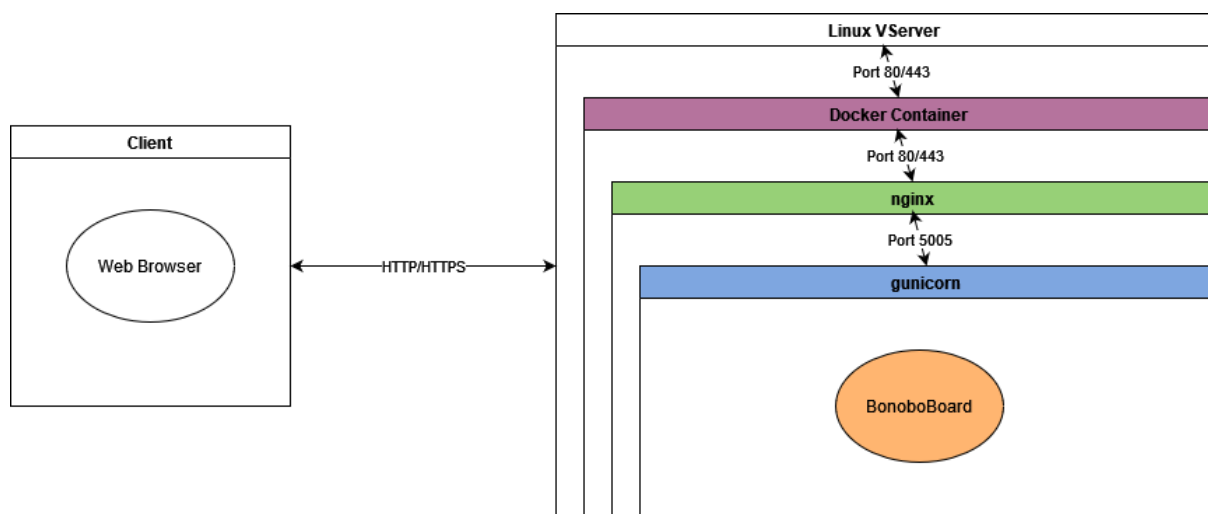 Linux VServer
Port 80/443
Docker Container
Client
Port 80/443
nginx
Port 5005
Web Browser
HTTP/HTTPS
gunicorn
BonoboBoard